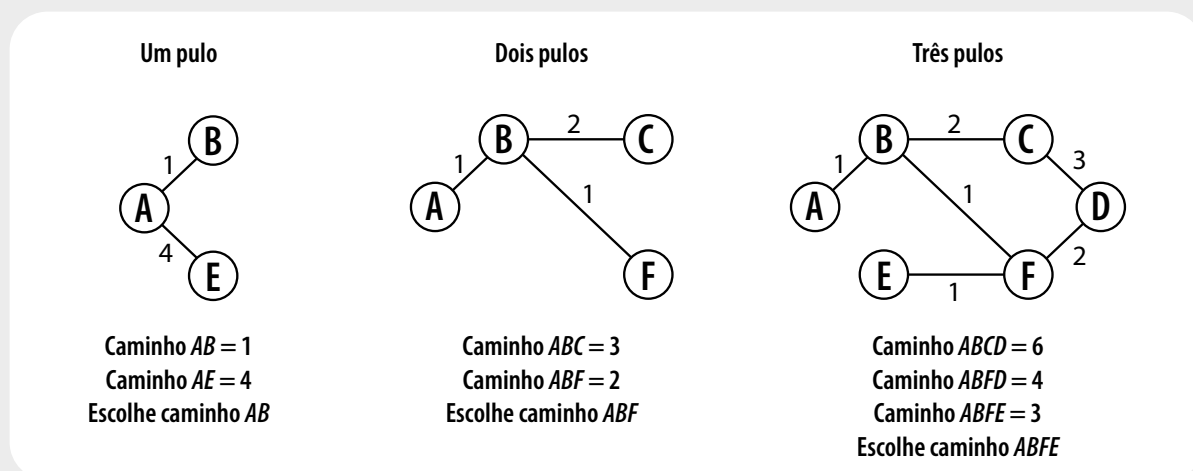 Um pulo
B
1
A
4
E
Caminho AB = 1
Caminho AE = 4
Escolhe caminho AB
Dois pulos
B 2 C
1
1
A
F
Caminho ABC = 3
Caminho ABF = 2
Escolhe caminho ABF
Três pulos
B 2 C
1 3
1
A D
2
E 1 F
Caminho ABCD = 6
Caminho ABFD = 4
Caminho ABFE = 3
Escolhe caminho ABFE